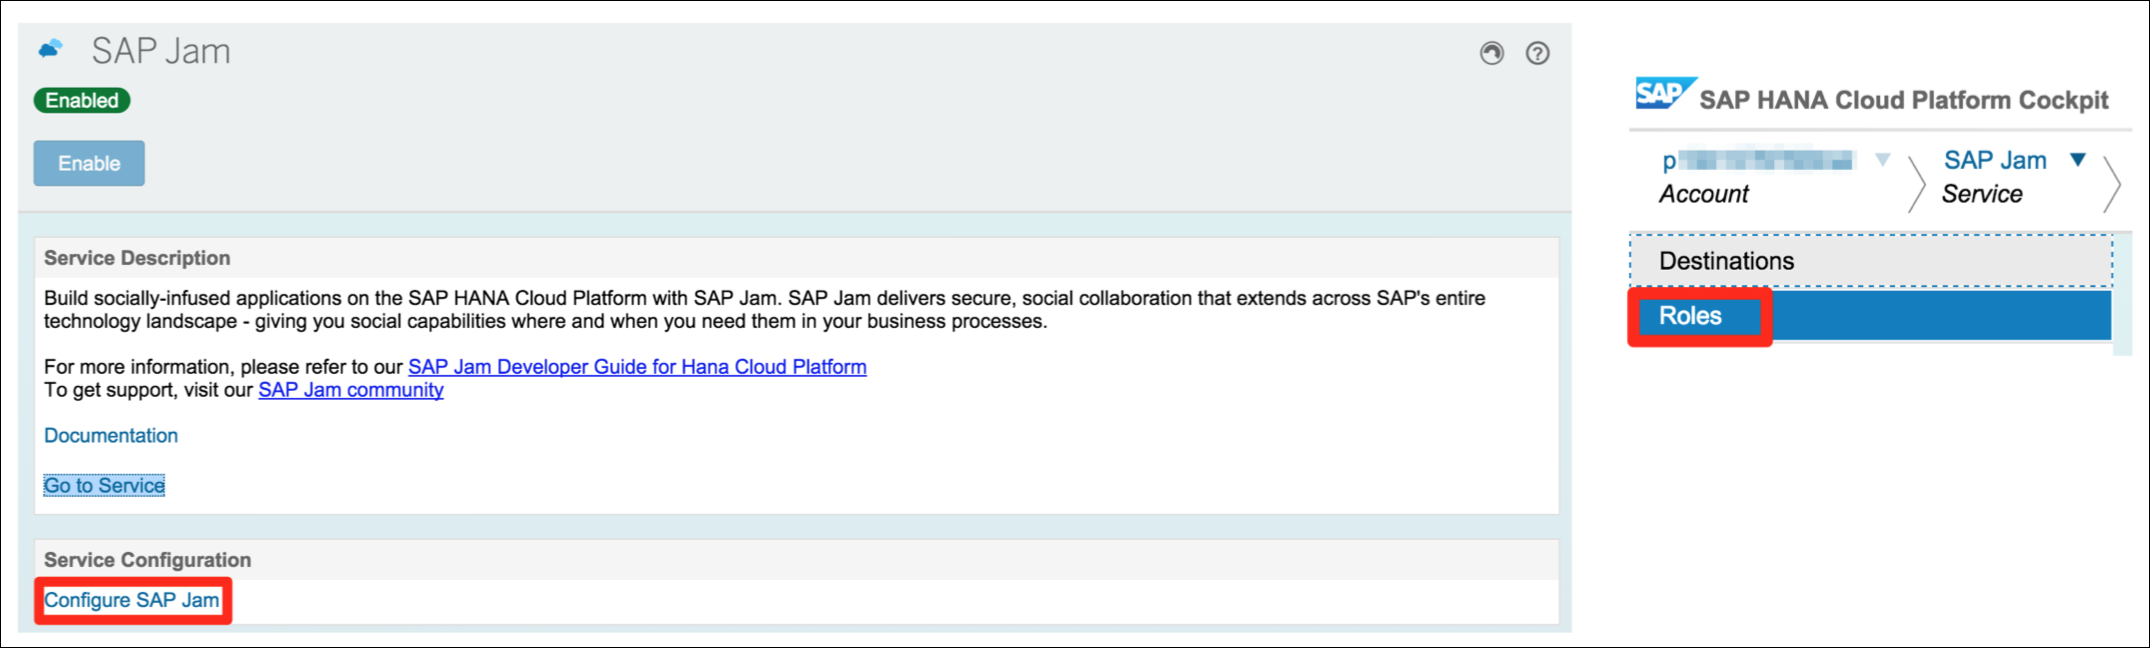 SAP Jam
Enabled
Enable
Service Description
Build socially-infused applications on the SAP HANA Cloud Platform with SAP Jam. SAP Jam delivers secure, social collaboration that extends across SAP's entire
technology landscape - giving you social capabilities where and when you need them in your business processes.
For more information, please refer to our SAP Jam Developer Guide for Hana Cloud Platform
To get support, visit our SAP Jam community
Documentation
Go to Service
Service Configuration
Configure SAP Jam
SAP SAP HANA Cloud Platform Cockpit
SAP Jam
Account
Service
Destinations
Roles